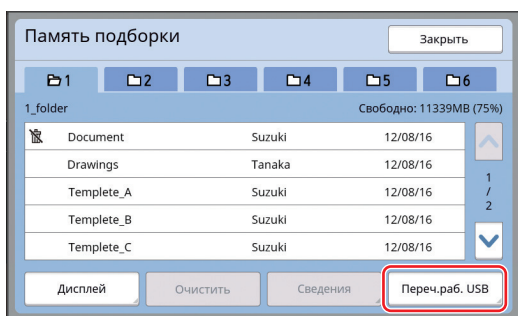 Память подборки
Закрыть
1 2 3 4 5 6
1_folder Свободно: 11339MB (75%)
Document Suzuki 12/08/16
Drawings Tanaka 12/08/16
Templete_A Suzuki 12/08/16
Templete_B Suzuki 12/08/16
Templete_C Suzuki 12/08/16
1
/
2
Дисплей Очистить Сведения Переч.раб. USB